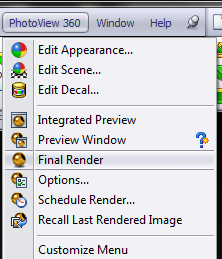 PhotoView 360 Window Help
Edit Appearance...
Edit Scene...
Edit Decal...
Integrated Preview
Preview Window
Final Render
Options...
Schedule Render...
Recall Last Rendered Image
Customize Menu